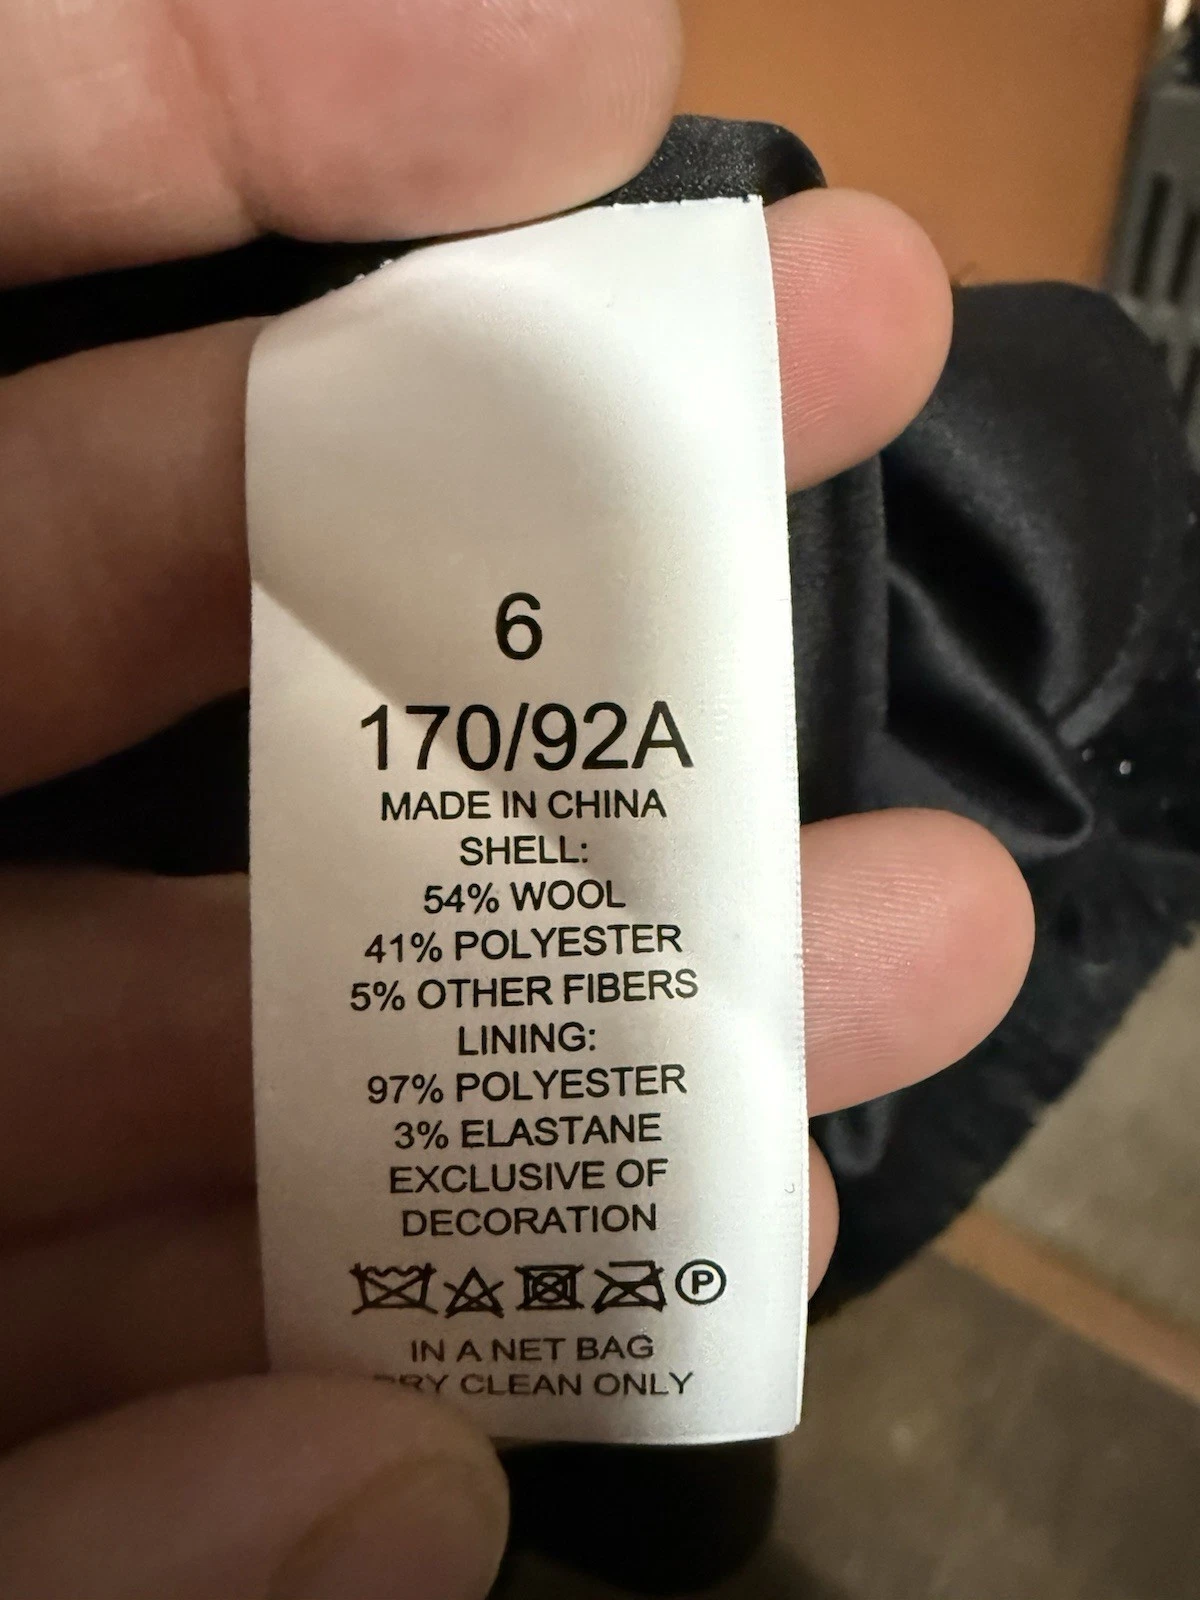 6
170/92A
MADE IN CHINA
SHELL:
54% WOOL
41% POLYESTER
5% OTHER FIBERS
LINING:
97% POLYESTER
3% ELASTANE
EXCLUSIVE OF
DECORATION
P
IN A NET BAG
DRY CLEAN ONLY